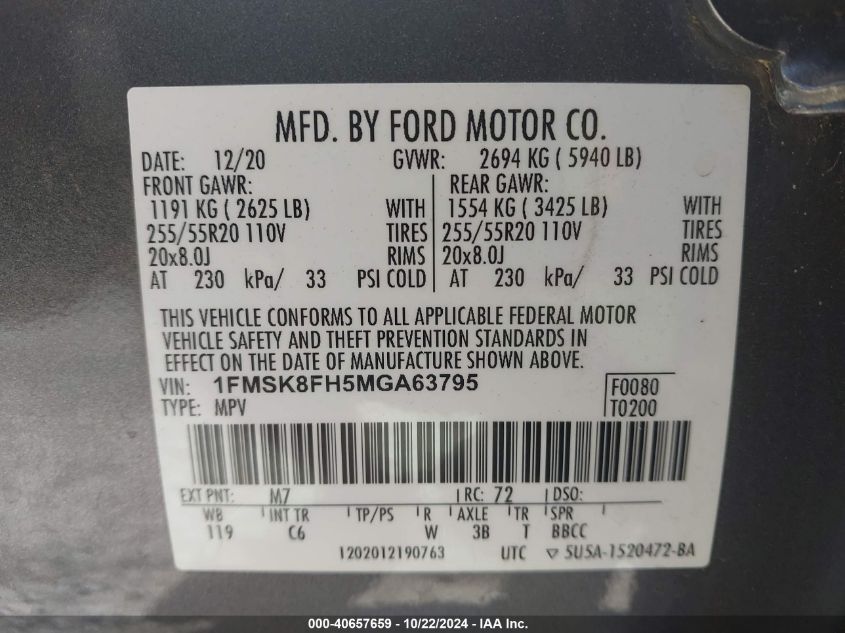 MFD. BY FORD MOTOR CO.
DATE: 12/20 GVWR: 2694 KG ( 5940 LB)
FRONT GAWR: REAR GAWR:
1191 KG ( 2625 LB) WITH 1554 KG ( 3425 LB) WITH
255/55R20 110V TIRES 255/55R20 110V TIRES
20x8.0J RIMS 20x8.0J RIMS
AT 230 kPa/ 33 PSI COLD AT 230 kPa/ 33 PSI COLD
THIS VEHICLE CONFORMS TO ALL APPLICABLE FEDERAL MOTOR
VEHICLE SAFETY AND THEFT PREVENTION STANDARDS IN
EFFECT ON THE DATE OF MANUFACTURE SHOWN ABOVE.
VIN: 1FMSK8FH5MGA63795 F0080
TYPE: MPV T0200
EXT PNT: M7 RC: 72 DSO:
WB INT TR TP/PS R AXLE TR SPR
119 C6 W 3B T BBCC
1202012190763 UTC ▽ SU5A-1520472-BA
000-40657659 - 10/22/2024 - IAA Inc.